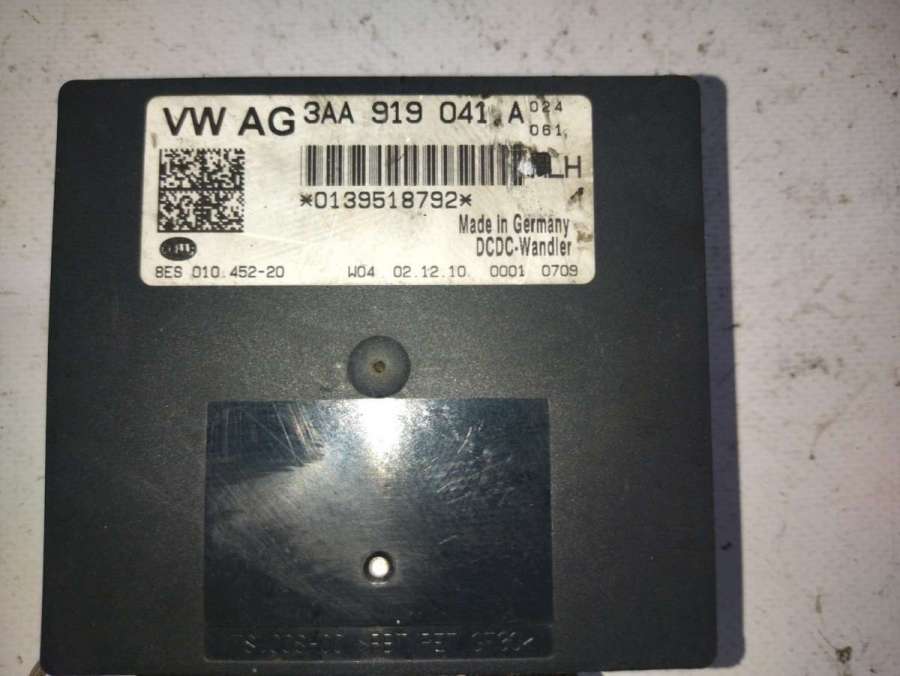 VW AG 3AA 919 041 A 024
061
LH
*0139518792*
Made in Germany
DCDC-Wandler
8ES 010.452-20 W04 02.12.10 0001 0709